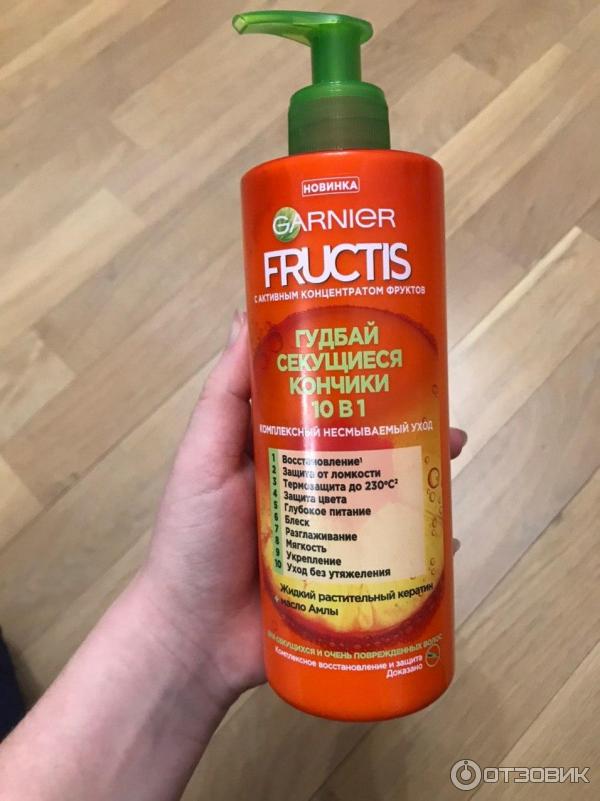 НОВИНКА
GARNIER
FRUCTIS
С АКТИВНЫМ КОНЦЕНТРАТОМ ФРУКТОВ
ГУДБАЙ
СЕКУЩИЕСЯ
КОНЧИКИ
10 В 1
КОМПЛЕКСНЫЙ НЕСМЫВАЕМЫЙ УХОД
1 Восстановление¹
2 Защита от ломкости
3 Термозащита до 230°C²
4 Защита цвета
5 Глубокое питание
6 Блеск
7 Разглаживание
8 Мягкость
9 Укрепление
10 Уход без утяжеления
Жидкий растительный кератин
+ масло Амлы
ДЛЯ СЕКУЩИХСЯ И ОЧЕНЬ ПОВРЕЖДЕННЫХ ВОЛОС
Комплексное восстановление и защита
Доказано
ОТЗОВИК